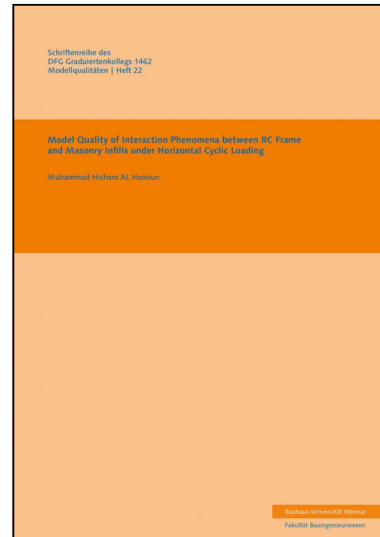 Schriftenreihe des
DFG Graduiertenkollegs 1462
Modellqualitäten | Heft 22
Model Quality of Interaction Phenomena between RC Frame
and Masonry Infills under Horizontal Cyclic Loading
Muhammad Hisham AL Hanoun
Bauhaus-Universität Weimar
Fakultät Bauingenieurwesen